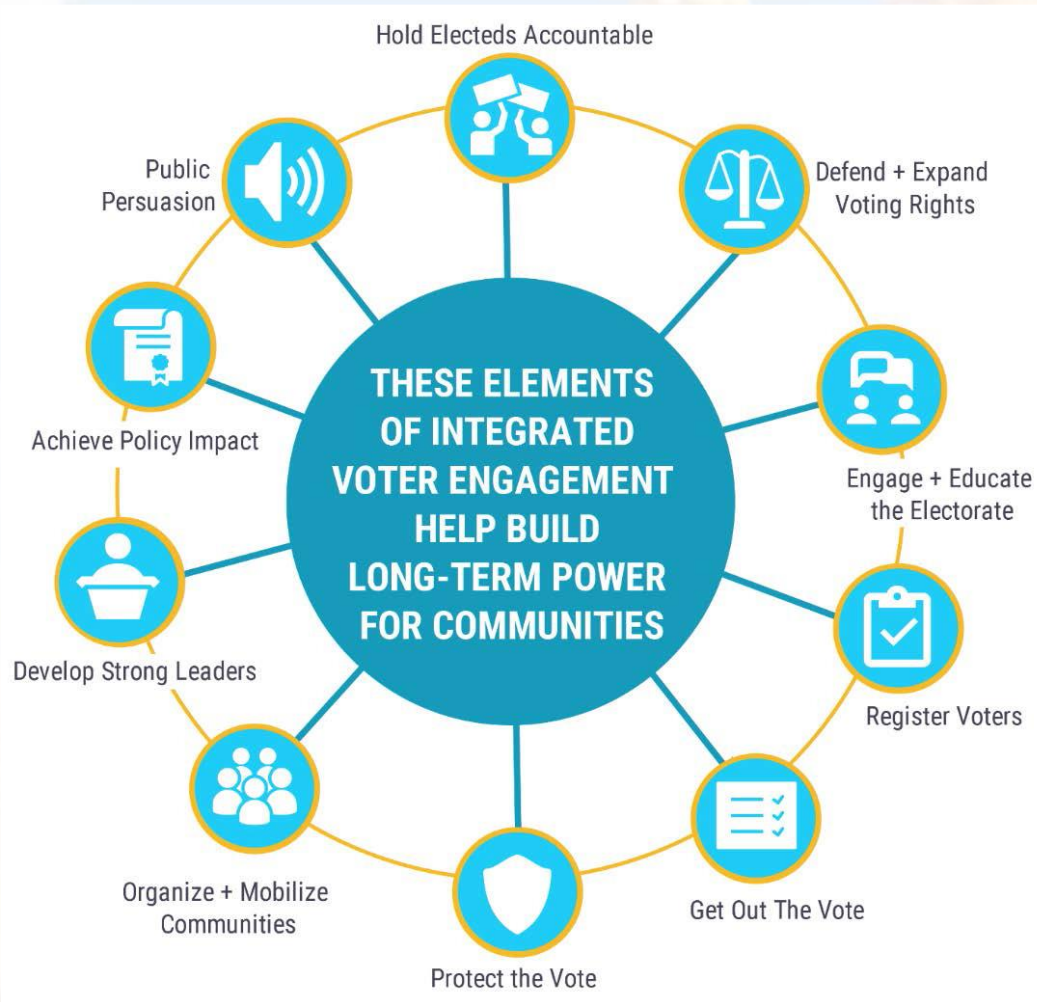 Hold Electeds Accountable
Defend + Expand
Voting Rights
Engage + Educate
the Electorate
Register Voters
Get Out The Vote
Protect the Vote
Organize + Mobilize
Communities
Develop Strong Leaders
Achieve Policy Impact
Public
Persuasion
THESE ELEMENTS
OF INTEGRATED
VOTER ENGAGEMENT
HELP BUILD
LONG-TERM POWER
FOR COMMUNITIES